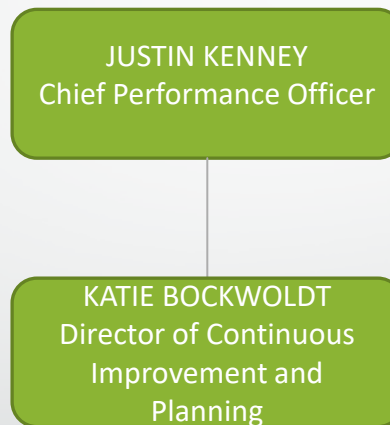 JUSTIN KENNEY
Chief Performance Officer
KATIE BOCKWOLDT
Director of Continuous
Improvement and
Planning